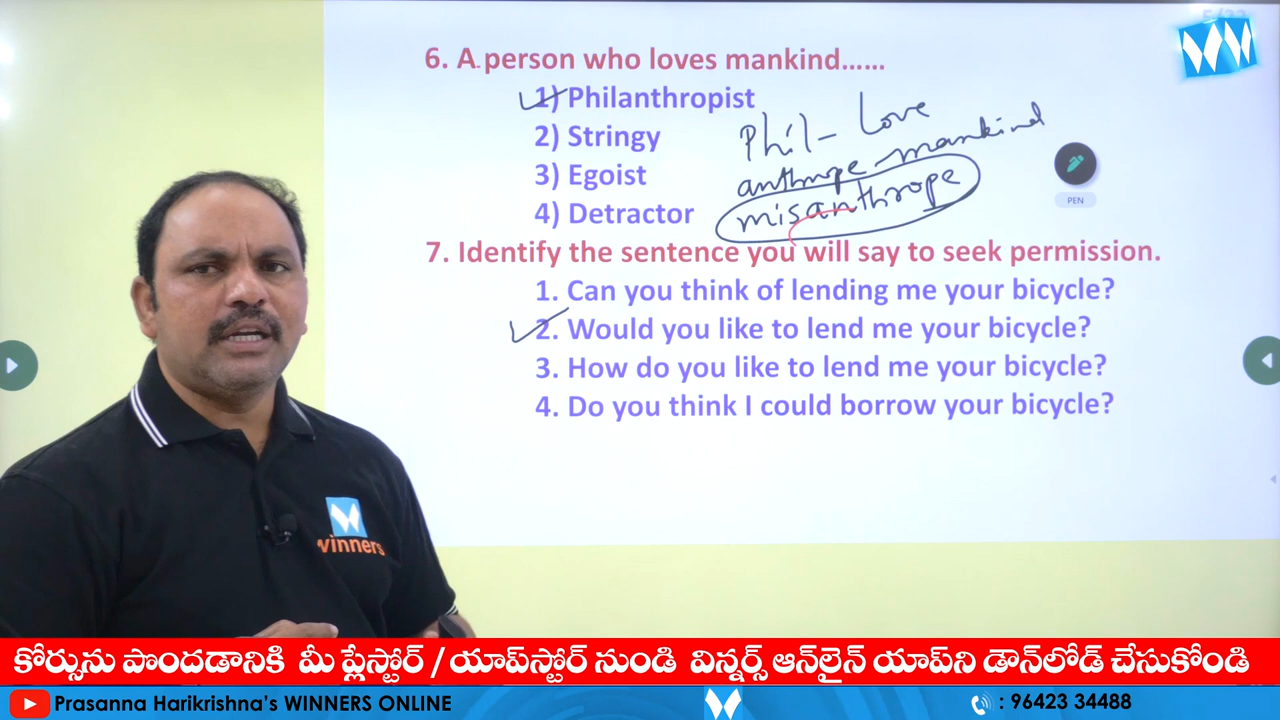 6. A person who loves mankind......
1) Philanthropist
2) Stringy
3) Egoist
4) Detractor
Phil - Love
anthrope - mankind
misanthrope
PEN
7. Identify the sentence you will say to seek permission.
1. Can you think of lending me your bicycle?
2. Would you like to lend me your bicycle?
3. How do you like to lend me your bicycle?
4. Do you think I could borrow your bicycle?
W
winners
కోర్సును పొందడానికి మీ ప్లేస్టోర్ / యాప్‌స్టోర్ నుండి విన్నర్స్ ఆన్‌లైన్ యాప్‌ని డౌన్‌లోడ్ చేసుకోండి
Prasanna Harikrishna's WINNERS ONLINE
: 96423 34488